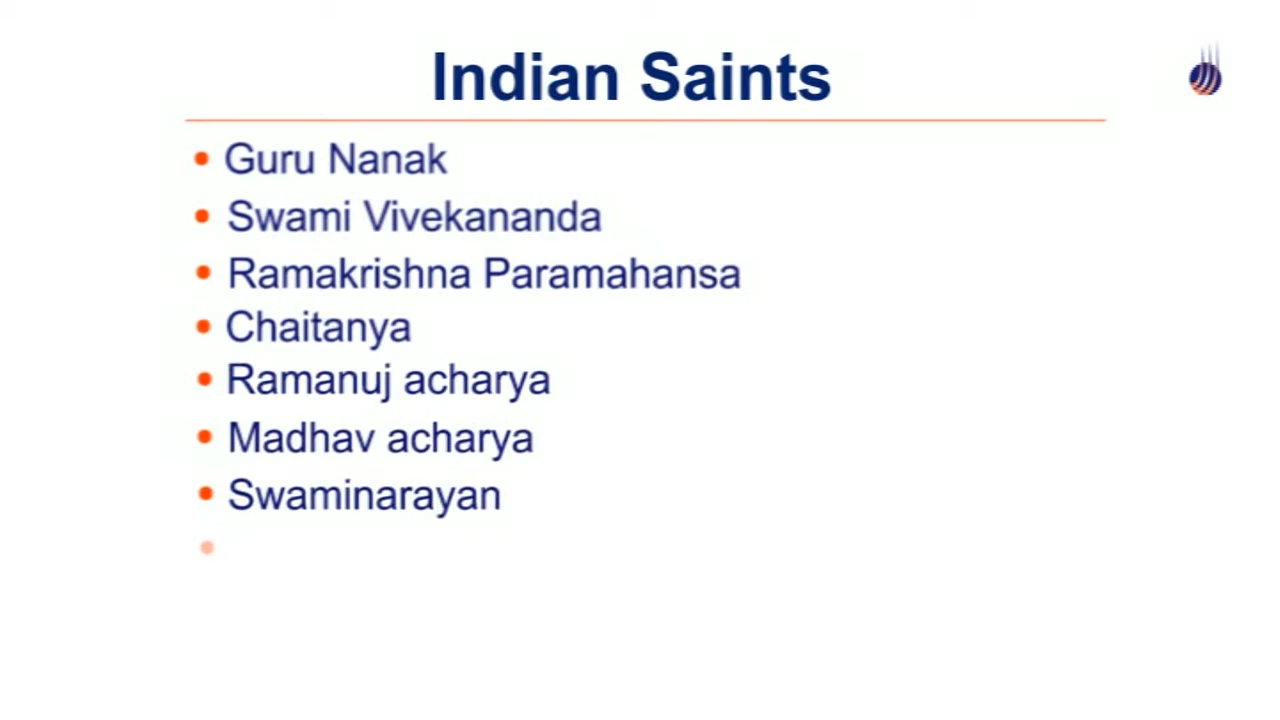 Indian Saints
• Guru Nanak
• Swami Vivekananda
• Ramakrishna Paramahansa
• Chaitanya
• Ramanuj acharya
• Madhav acharya
• Swaminarayan
•